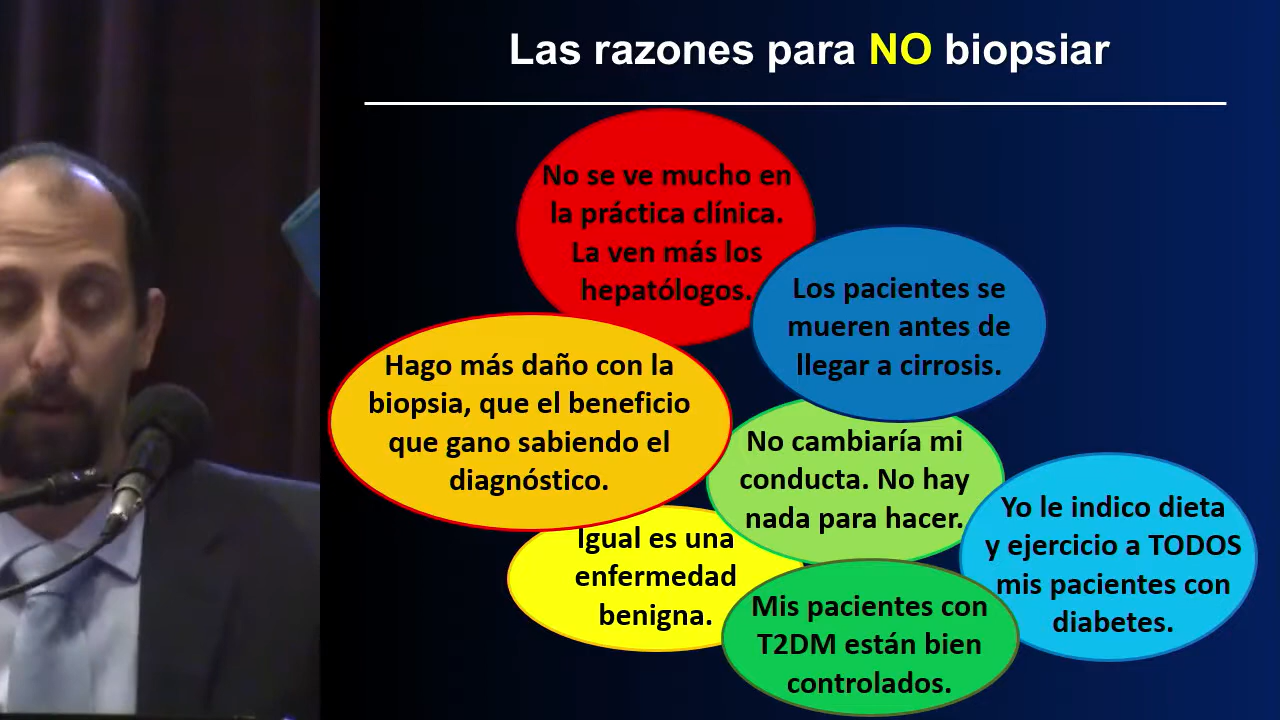 Las razones para NO biopsiar
No se ve mucho en
la práctica clínica.
La ven más los
hepatólogos.
Los pacientes se
mueren antes de
llegar a cirrosis.
Hago más daño con la
biopsia, que el beneficio
que gano sabiendo el
diagnóstico.
No cambiaría mi
conducta. No hay
nada para hacer.
Yo le indico dieta
y ejercicio a TODOS
mis pacientes con
diabetes.
Igual es una
enfermedad
benigna.
Mis pacientes con
T2DM están bien
controlados.